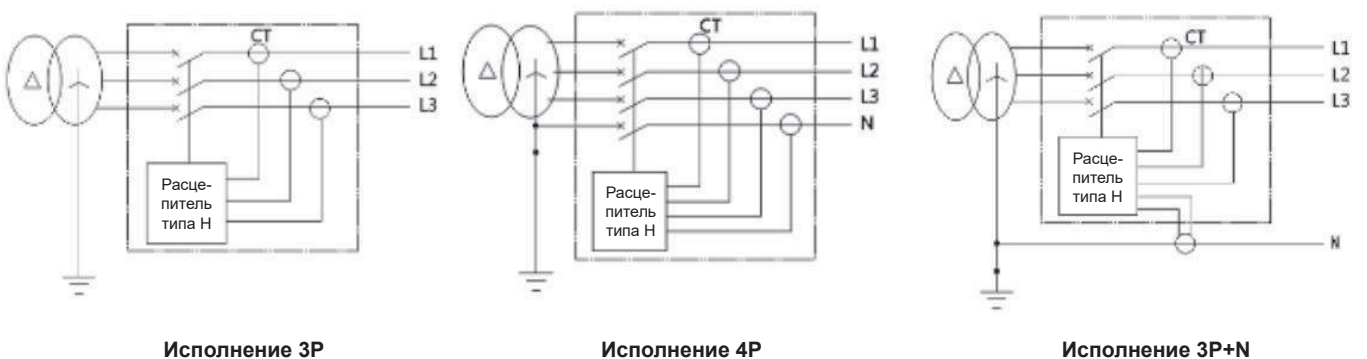 CT
L1
L2
L3
Расце-
питель
типа H
Исполнение 3P
CT
L1
L2
L3
N
Расце-
питель
типа H
Исполнение 4P
CT
L1
L2
L3
Расце-
питель
типа H
N
Исполнение 3P+N